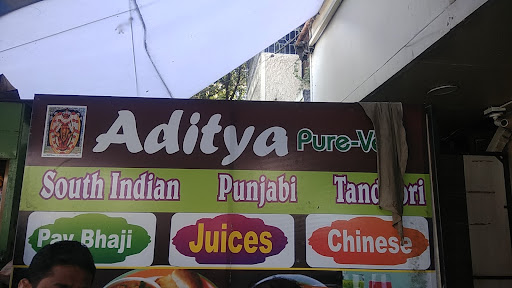 Aditya Pure-Ve
South Indian Punjabi Tandoori
Pav Bhaji Juices Chinese